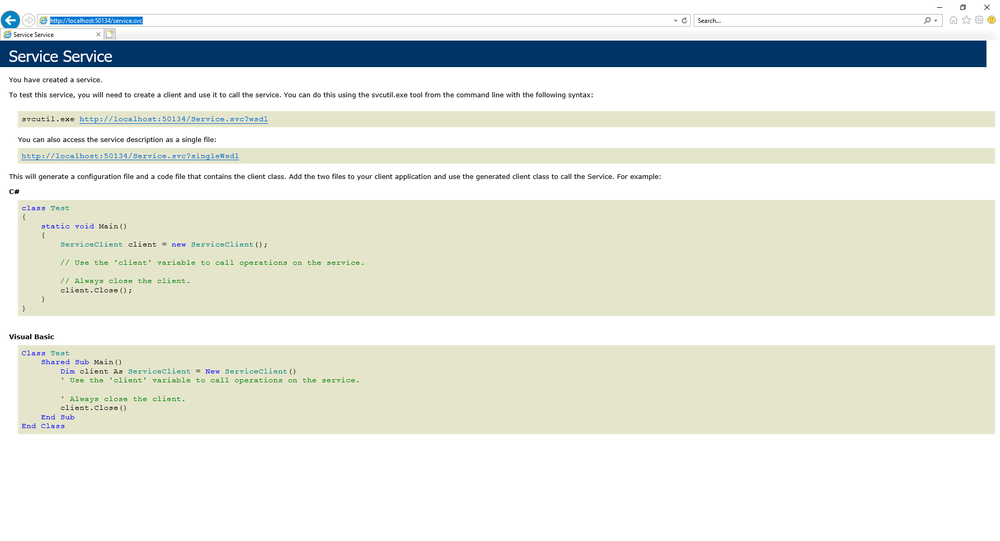 http://localhost:50134/service.svc
Search...
Service Service
Service Service
You have created a service.
To test this service, you will need to create a client and use it to call the service. You can do this using the svcutil.exe tool from the command line with the following syntax:
svcutil.exe http://localhost:50134/Service.svc?wsdl
You can also access the service description as a single file:
http://localhost:50134/Service.svc?singleWsdl
This will generate a configuration file and a code file that contains the client class. Add the two files to your client application and use the generated client class to call the Service. For example:
C#
class Test
{
    static void Main()
    {
        ServiceClient client = new ServiceClient();
        // Use the 'client' variable to call operations on the service.
        // Always close the client.
        client.Close();
    }
}
Visual Basic
Class Test
    Shared Sub Main()
        Dim client As ServiceClient = New ServiceClient()
        ' Use the 'client' variable to call operations on the service.
        ' Always close the client.
        client.Close()
    End Sub
End Class